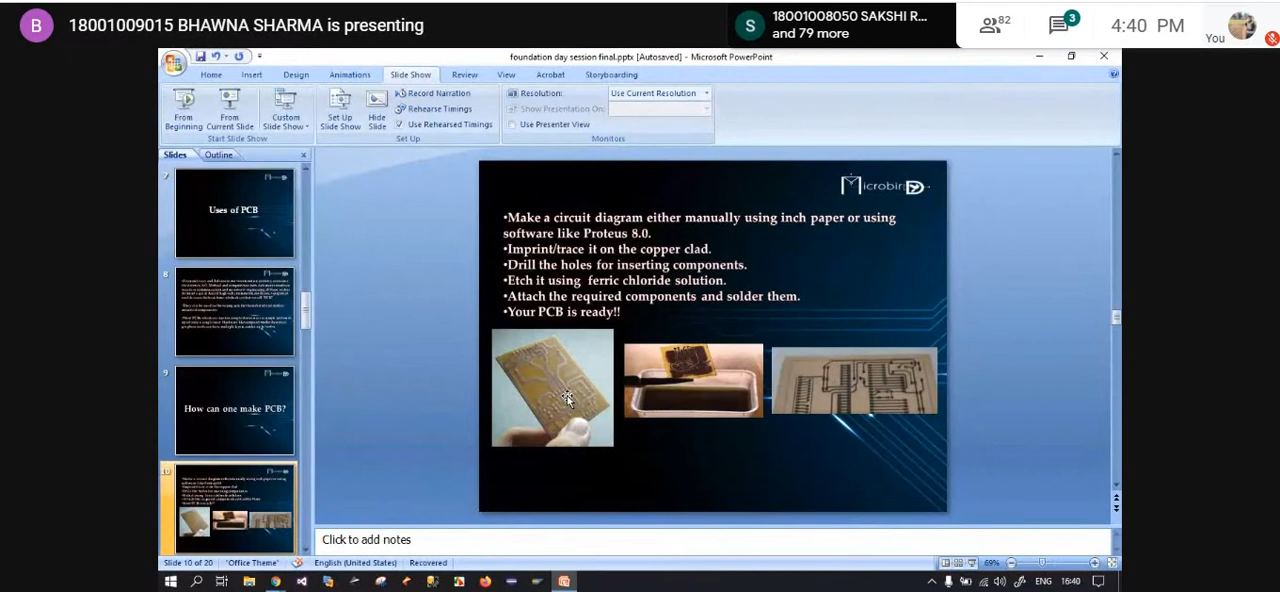 B 18001009015 BHAWNA SHARMA is presenting
S 18001008050 SAKSHI R...
and 79 more
82
3
4:40 PM
You
foundation day session final.pptx [Autosaved] - Microsoft PowerPoint
Home Insert Design Animations Slide Show Review View Acrobat Storyboarding
From Beginning
From Current Slide
Custom Slide Show
Start Slide Show
Set Up Slide Show
Hide Slide
Record Narration
Rehearse Timings
Use Rehearsed Timings
Set Up
Resolution: Use Current Resolution
Show Presentation On:
Use Presenter View
Monitors
Slides Outline
7
Uses of PCB
8
9
How can one make PCB?
10
MicrobirD
•Make a circuit diagram either manually using inch paper or using
software like Proteus 8.0.
•Imprint/trace it on the copper clad.
•Drill the holes for inserting components.
•Etch it using ferric chloride solution.
•Attach the required components and solder them.
•Your PCB is ready!!
Click to add notes
Slide 10 of 20 "Office Theme" English (United States) Recovered 69%
ENG 16:40